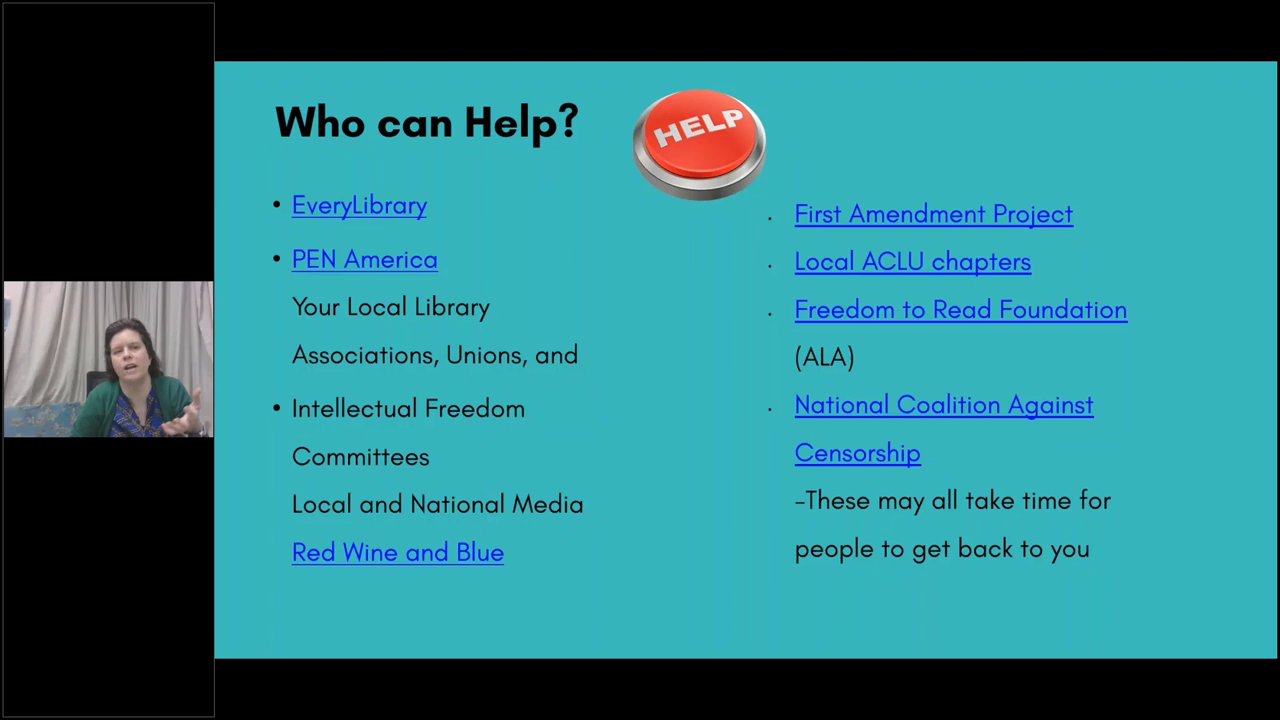 Who can Help?
HELP
• EveryLibrary
• PEN America
Your Local Library
Associations, Unions, and
• Intellectual Freedom
Committees
Local and National Media
Red Wine and Blue
· First Amendment Project
· Local ACLU chapters
· Freedom to Read Foundation
(ALA)
· National Coalition Against
Censorship
-These may all take time for
people to get back to you